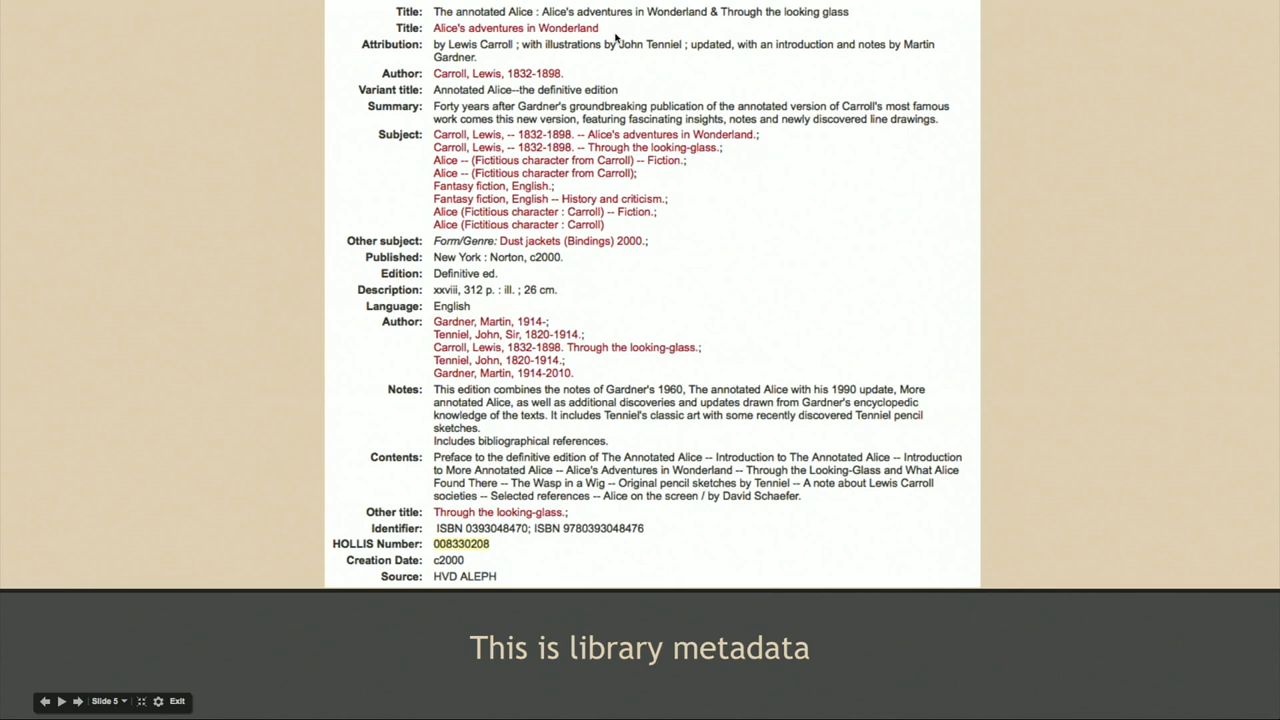 Title: The annotated Alice : Alice's adventures in Wonderland & Through the looking glass
Title: Alice's adventures in Wonderland
Attribution: by Lewis Carroll ; with illustrations by John Tenniel ; updated, with an introduction and notes by Martin
Gardner.
Author: Carroll, Lewis, 1832-1898.
Variant title: Annotated Alice--the definitive edition
Summary: Forty years after Gardner's groundbreaking publication of the annotated version of Carroll's most famous
work comes this new version, featuring fascinating insights, notes and newly discovered line drawings.
Subject: Carroll, Lewis, -- 1832-1898. -- Alice's adventures in Wonderland.;
Carroll, Lewis, -- 1832-1898. -- Through the looking-glass.;
Alice -- (Fictitious character from Carroll) -- Fiction.;
Alice -- (Fictitious character from Carroll);
Fantasy fiction, English.;
Fantasy fiction, English -- History and criticism.;
Alice (Fictitious character : Carroll) -- Fiction.;
Alice (Fictitious character : Carroll)
Other subject: Form/Genre: Dust jackets (Bindings) 2000.;
Published: New York : Norton, c2000.
Edition: Definitive ed.
Description: xxviii, 312 p. : ill. ; 26 cm.
Language: English
Author: Gardner, Martin, 1914-;
Tenniel, John, Sir, 1820-1914.;
Carroll, Lewis, 1832-1898. Through the looking-glass.;
Tenniel, John, 1820-1914.;
Gardner, Martin, 1914-2010.
Notes: This edition combines the notes of Gardner's 1960, The annotated Alice with his 1990 update, More
annotated Alice, as well as additional discoveries and updates drawn from Gardner's encyclopedic
knowledge of the texts. It includes Tenniel's classic art with some recently discovered Tenniel pencil
sketches.
Includes bibliographical references.
Contents: Preface to the definitive edition of The Annotated Alice -- Introduction to The Annotated Alice -- Introduction
to More Annotated Alice -- Alice's Adventures in Wonderland -- Through the Looking-Glass and What Alice
Found There -- The Wasp in a Wig -- Original pencil sketches by Tenniel -- A note about Lewis Carroll
societies -- Selected references -- Alice on the screen / by David Schaefer.
Other title: Through the looking-glass.;
Identifier: ISBN 0393048470; ISBN 9780393048476
HOLLIS Number: 008330208
Creation Date: c2000
Source: HVD ALEPH
This is library metadata
Slide 5 Exit